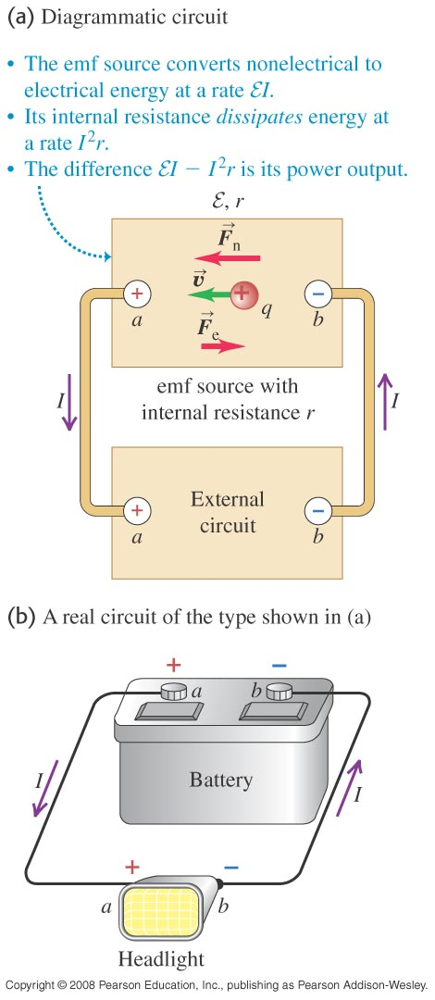 (a) Diagrammatic circuit
• The emf source converts nonelectrical to
electrical energy at a rate ℰI.
• Its internal resistance dissipates energy at
a rate I²r.
• The difference ℰI − I²r is its power output.
ℰ, r
F⃗n
v⃗
+
+
q
−
a
b
F⃗e
emf source with
internal resistance r
I
I
External
circuit
+
−
a
b
(b) A real circuit of the type shown in (a)
+
−
a
b
Battery
I
I
+
−
a
b
Headlight
Copyright © 2008 Pearson Education, Inc., publishing as Pearson Addison-Wesley.